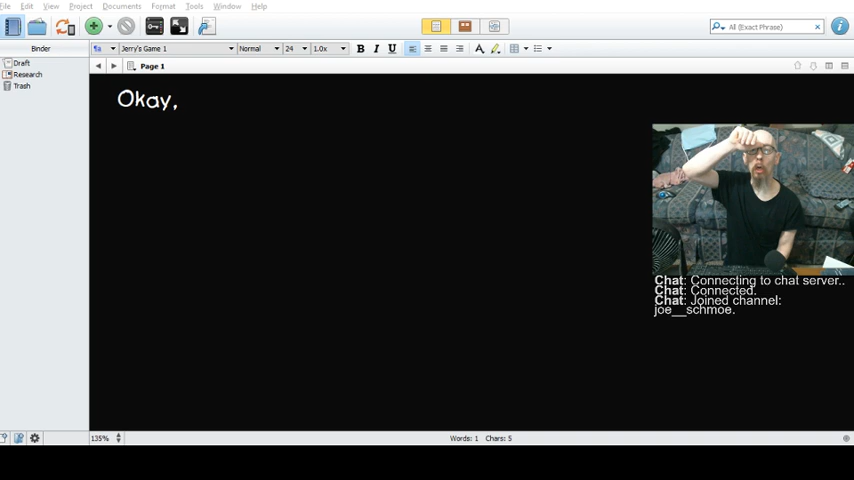 File Edit View Project Documents Format Tools Window Help
All (Exact Phrase)
Binder
Jerry's Game 1 Normal 24 1.0x B I U A
Draft
Research
Trash
Page 1
Okay,
Chat: Connecting to chat server..
Chat: Connected.
Chat: Joined channel:
joe__schmoe.
135% Words: 1 Chars: 5